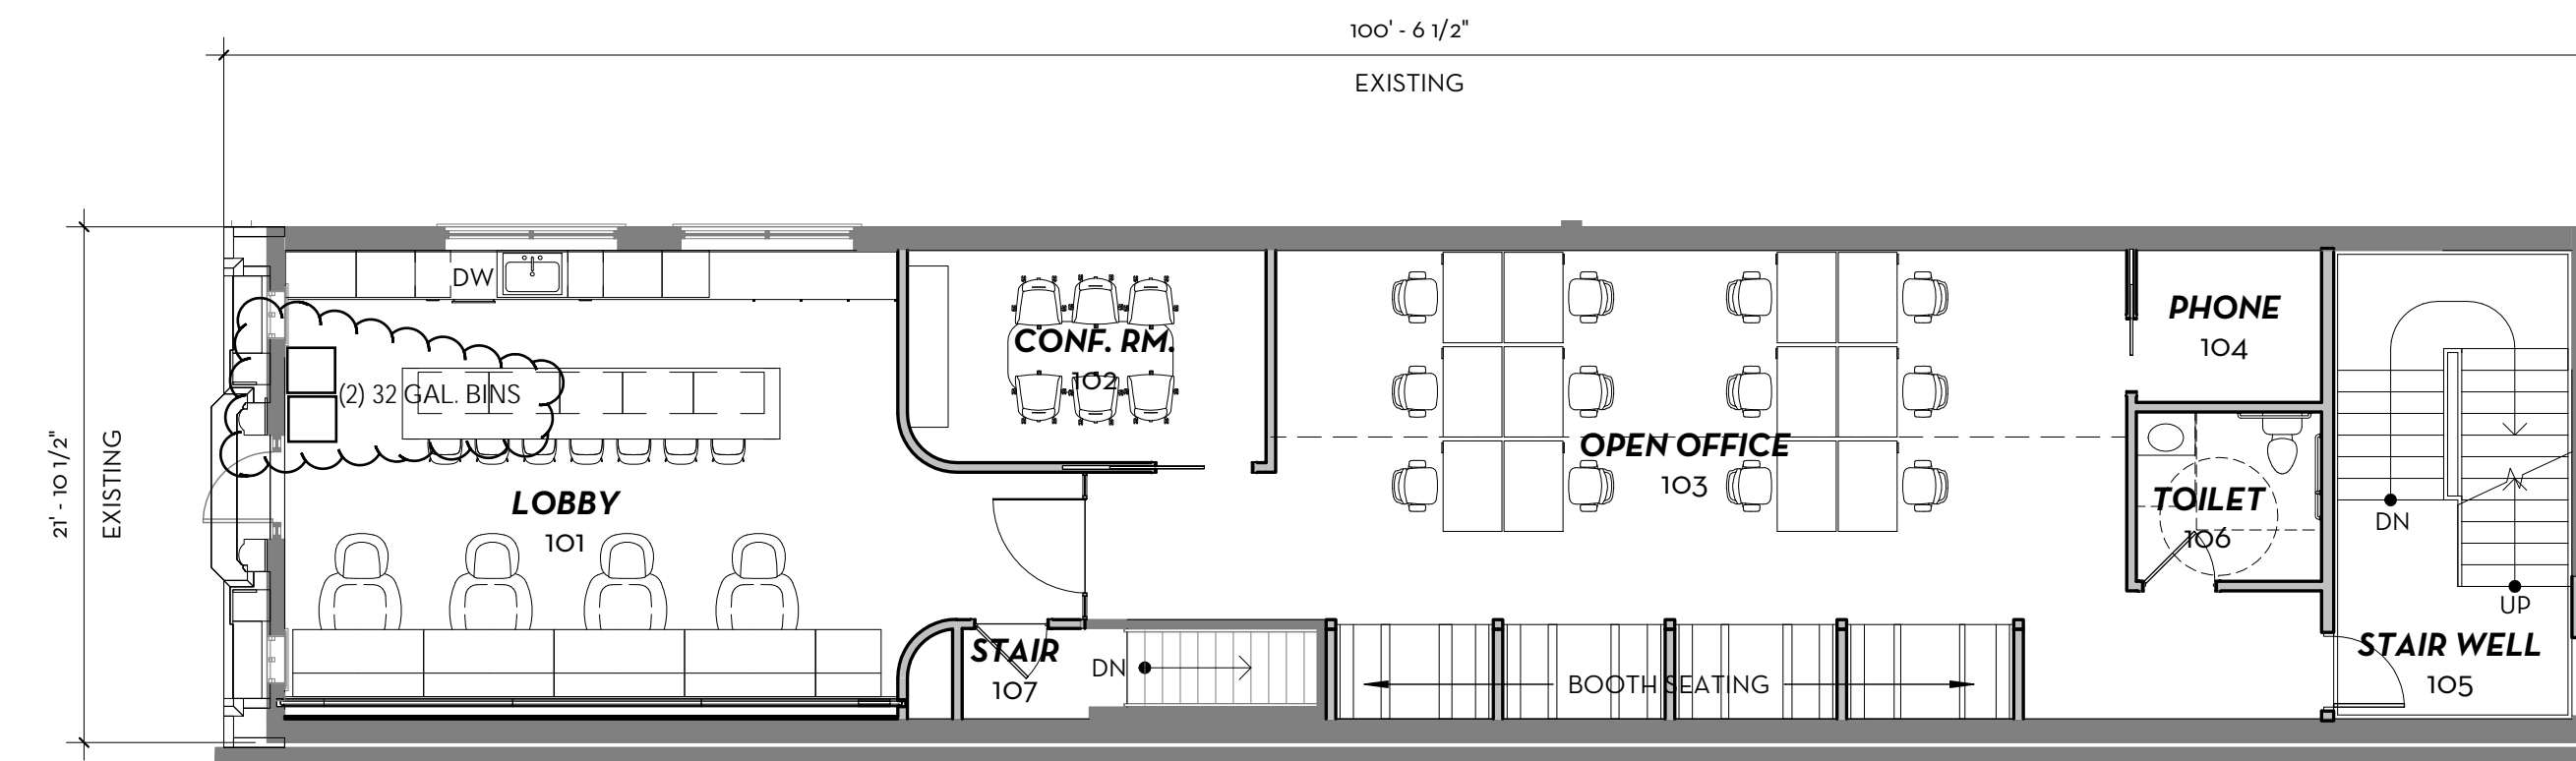 100' - 6 1/2"
EXISTING
21' - 10 1/2"
EXISTING
DW
(2) 32 GAL. BINS
LOBBY
101
CONF. RM.
102
OPEN OFFICE
103
PHONE
104
TOILET
106
DN
UP
STAIR WELL
105
STAIR
107
DN
BOOTH SEATING